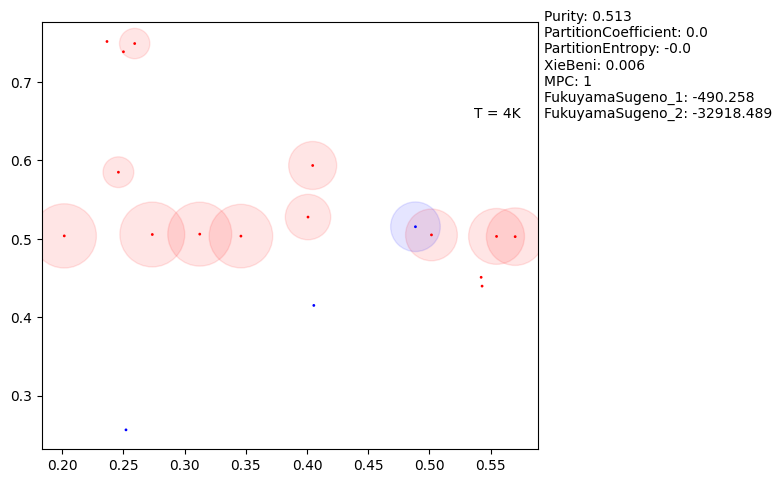 Purity: 0.513
PartitionCoefficient: 0.0
PartitionEntropy: -0.0
XieBeni: 0.006
MPC: 1
FukuyamaSugeno_1: -490.258
FukuyamaSugeno_2: -32918.489
T = 4K
0.7
0.6
0.5
0.4
0.3
0.20 0.25 0.30 0.35 0.40 0.45 0.50 0.55